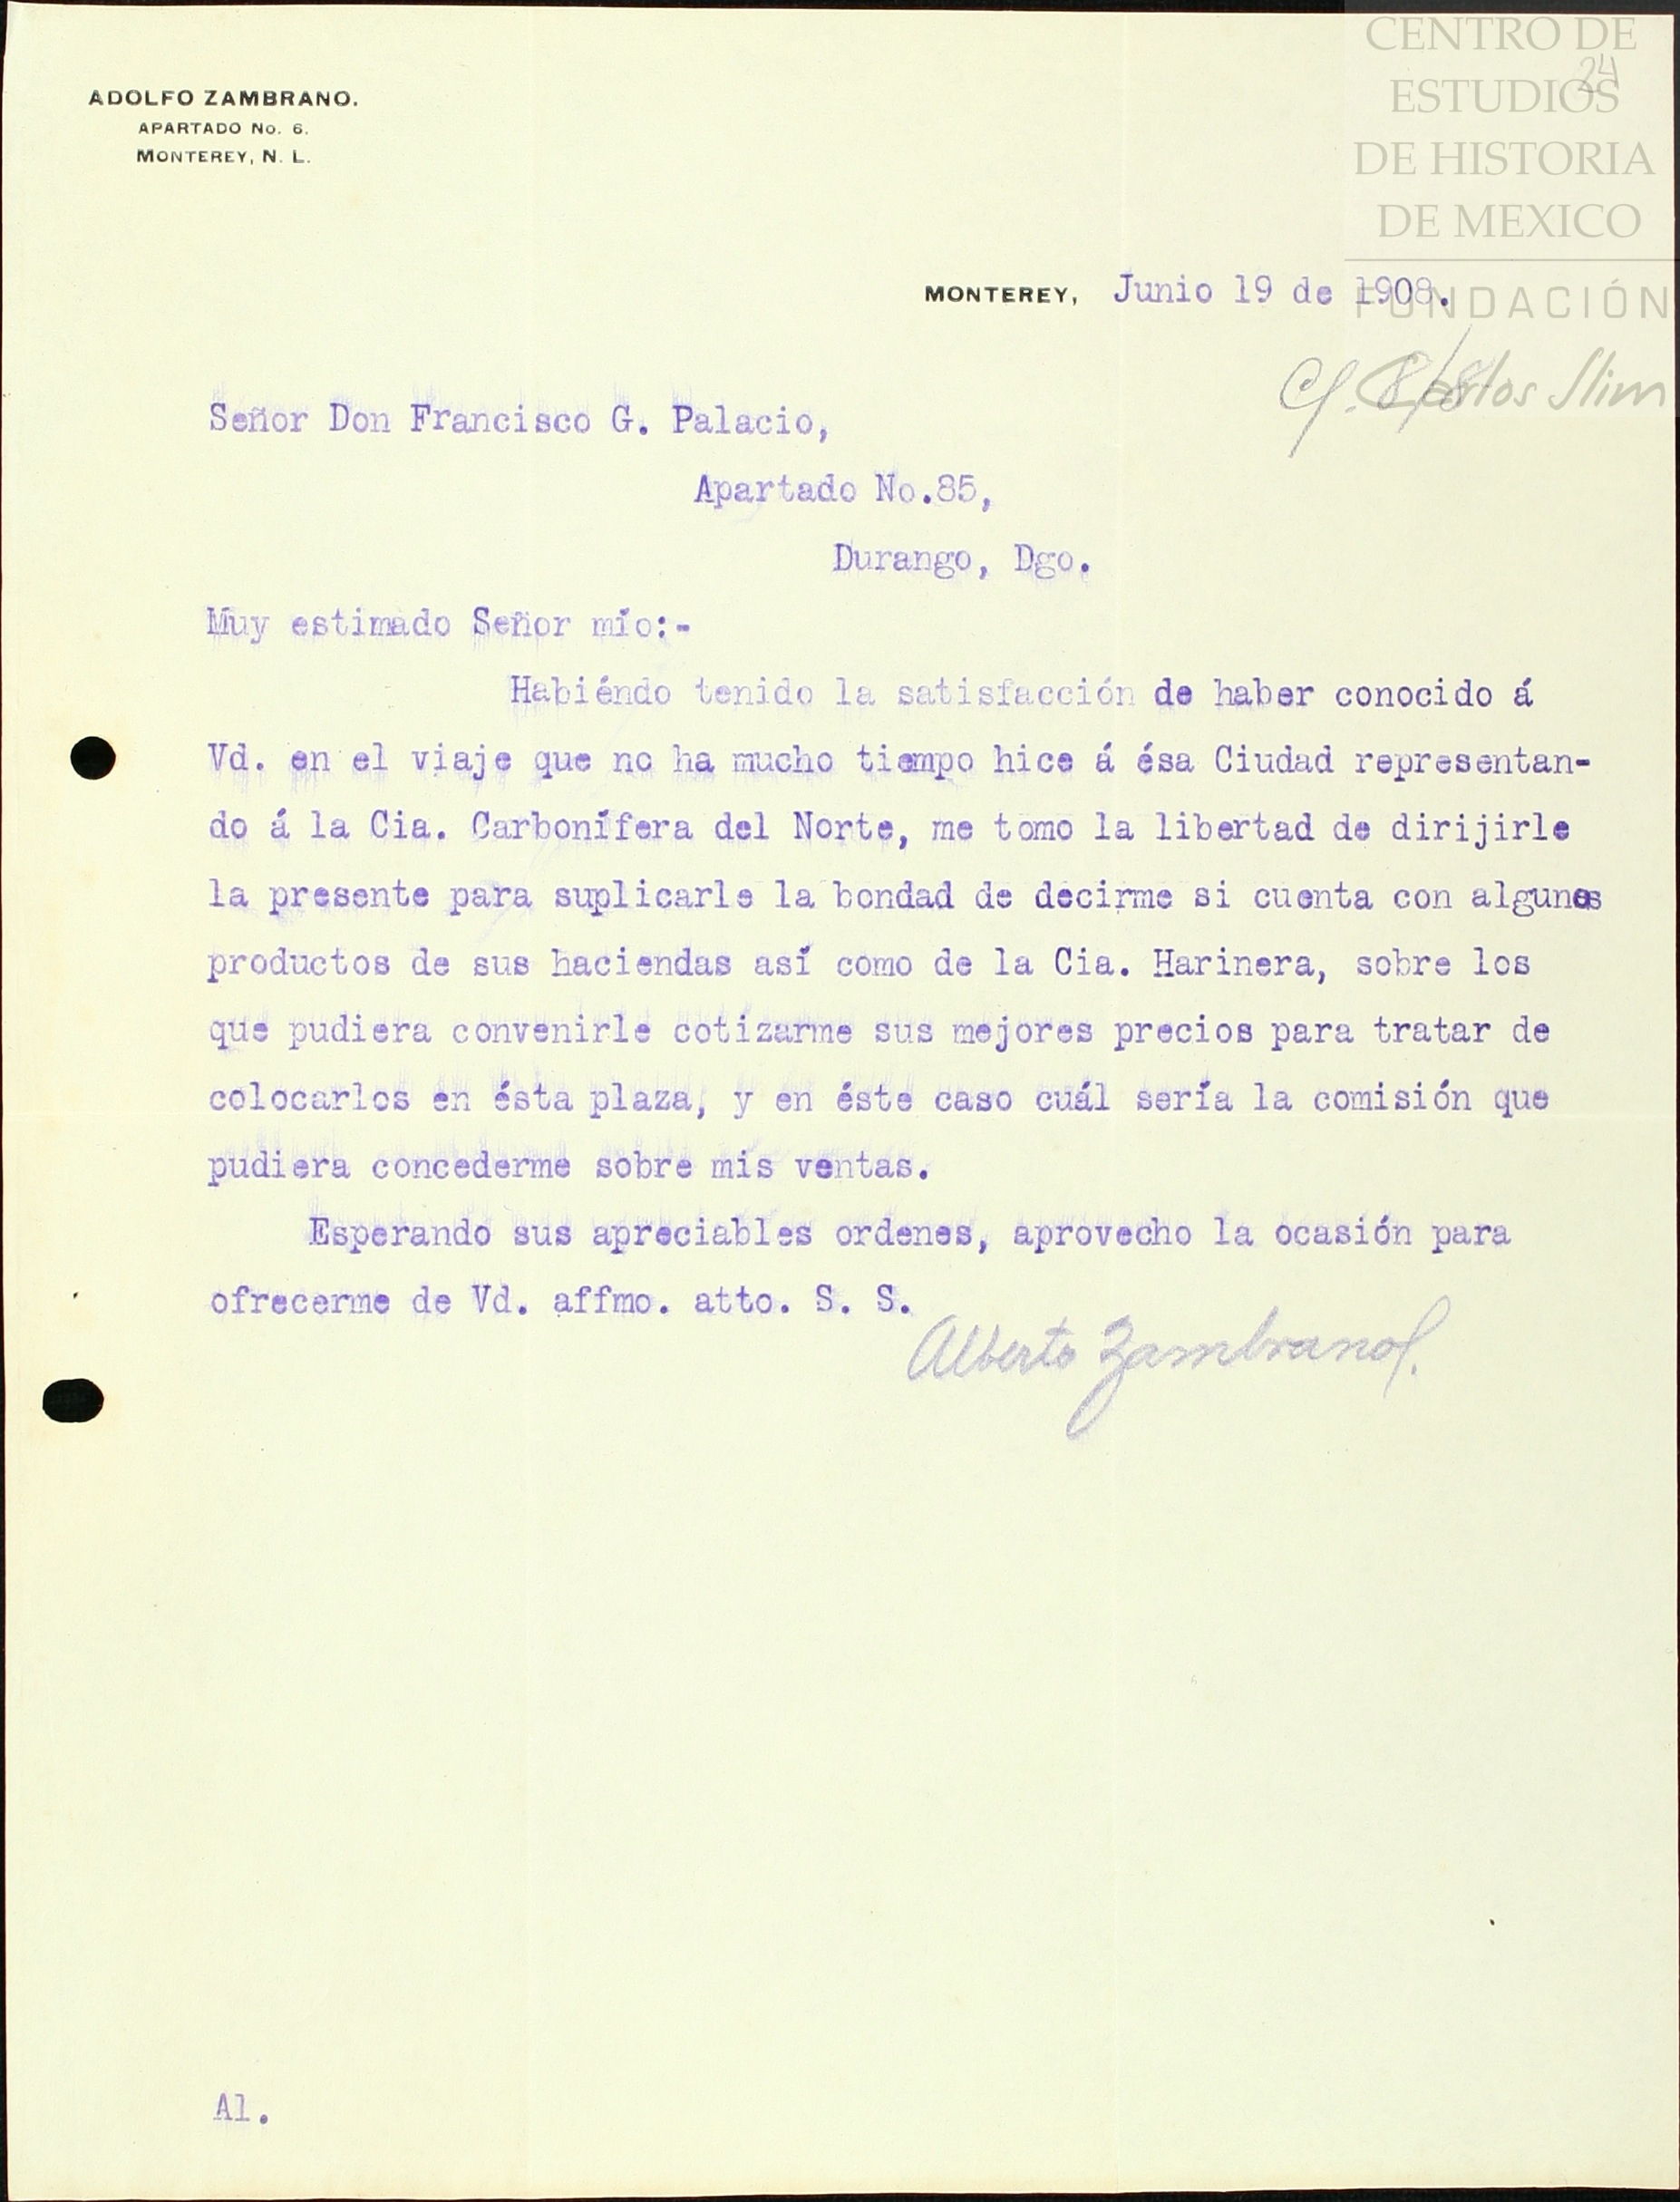 CENTRO DE
24
ESTUDIOS
DE HISTORIA
DE MEXICO
FUNDACIÓN
Carlos Slim
ADOLFO ZAMBRANO.
APARTADO No. 6.
MONTEREY, N. L.
MONTEREY, Junio 19 de 1908.
C/. 8/8
Señor Don Francisco G. Palacio,
Apartado No.85,
Durango, Dgo.
Muy estimado Señor mío:-
Habiéndo tenido la satisfacción de haber conocido á
Vd. en el viaje que no ha mucho tiempo hice á ésa Ciudad representan-
do á la Cia. Carbonífera del Norte, me tomo la libertad de dirijirle
la presente para suplicarle la bondad de decirme si cuenta con algunos
productos de sus haciendas así como de la Cia. Harinera, sobre los
que pudiera convenirle cotizarme sus mejores precios para tratar de
colocarlos en ésta plaza, y en éste caso cuál sería la comisión que
pudiera concederme sobre mis ventas.
Esperando sus apreciables ordenes, aprovecho la ocasión para
ofrecerme de Vd. affmo. atto. S. S.
Alberto Zambrano
Al.